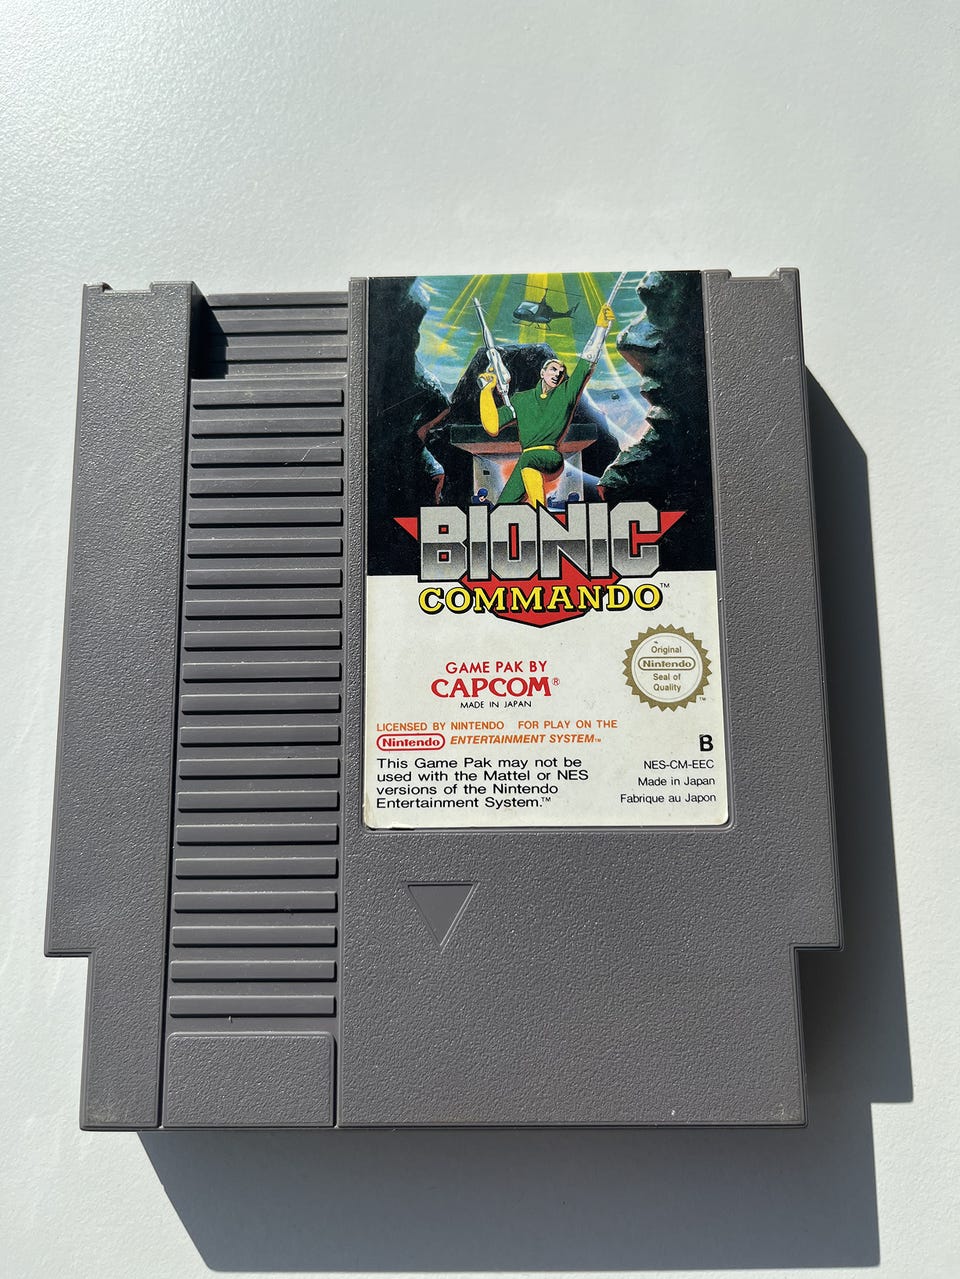 BIONIC
COMMANDO™
GAME PAK BY
CAPCOM®
MADE IN JAPAN
Original
Nintendo
Seal of
Quality
™
LICENSED BY NINTENDO FOR PLAY ON THE
Nintendo ENTERTAINMENT SYSTEM™
This Game Pak may not be
used with the Mattel or NES
versions of the Nintendo
Entertainment System.™
B
NES-CM-EEC
Made in Japan
Fabrique au Japon